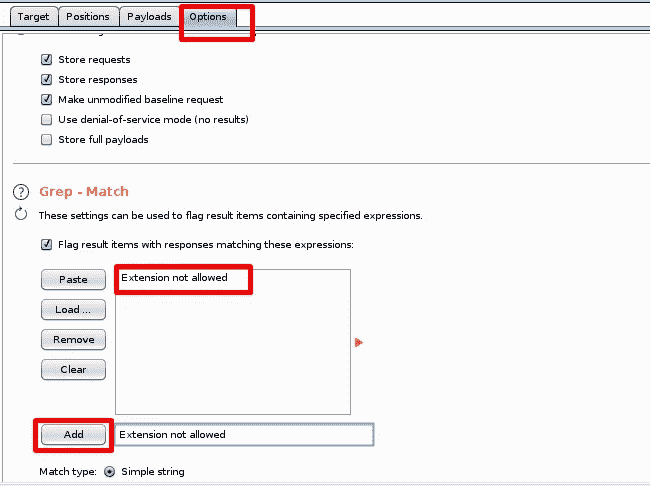 Target Positions Payloads Options
Store requests
Store responses
Make unmodified baseline request
Use denial-of-service mode (no results)
Store full payloads
? Grep - Match
These settings can be used to flag result items containing specified expressions.
Flag result items with responses matching these expressions:
Paste Extension not allowed
Load ...
Remove
Clear
Add Extension not allowed
Match type: Simple string